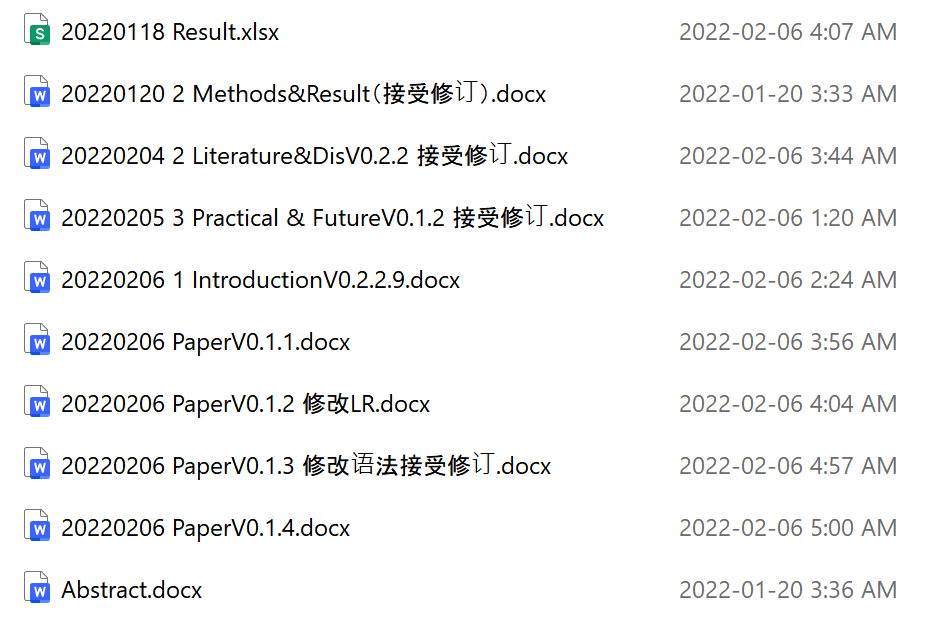 20220118 Result.xlsx 2022-02-06 4:07 AM
20220120 2 Methods&Result(接受修订).docx 2022-01-20 3:33 AM
20220204 2 Literature&DisV0.2.2 接受修订.docx 2022-02-06 3:44 AM
20220205 3 Practical & FutureV0.1.2 接受修订.docx 2022-02-06 1:20 AM
20220206 1 IntroductionV0.2.2.9.docx 2022-02-06 2:24 AM
20220206 PaperV0.1.1.docx 2022-02-06 3:56 AM
20220206 PaperV0.1.2 修改LR.docx 2022-02-06 4:04 AM
20220206 PaperV0.1.3 修改语法接受修订.docx 2022-02-06 4:57 AM
20220206 PaperV0.1.4.docx 2022-02-06 5:00 AM
Abstract.docx 2022-01-20 3:36 AM